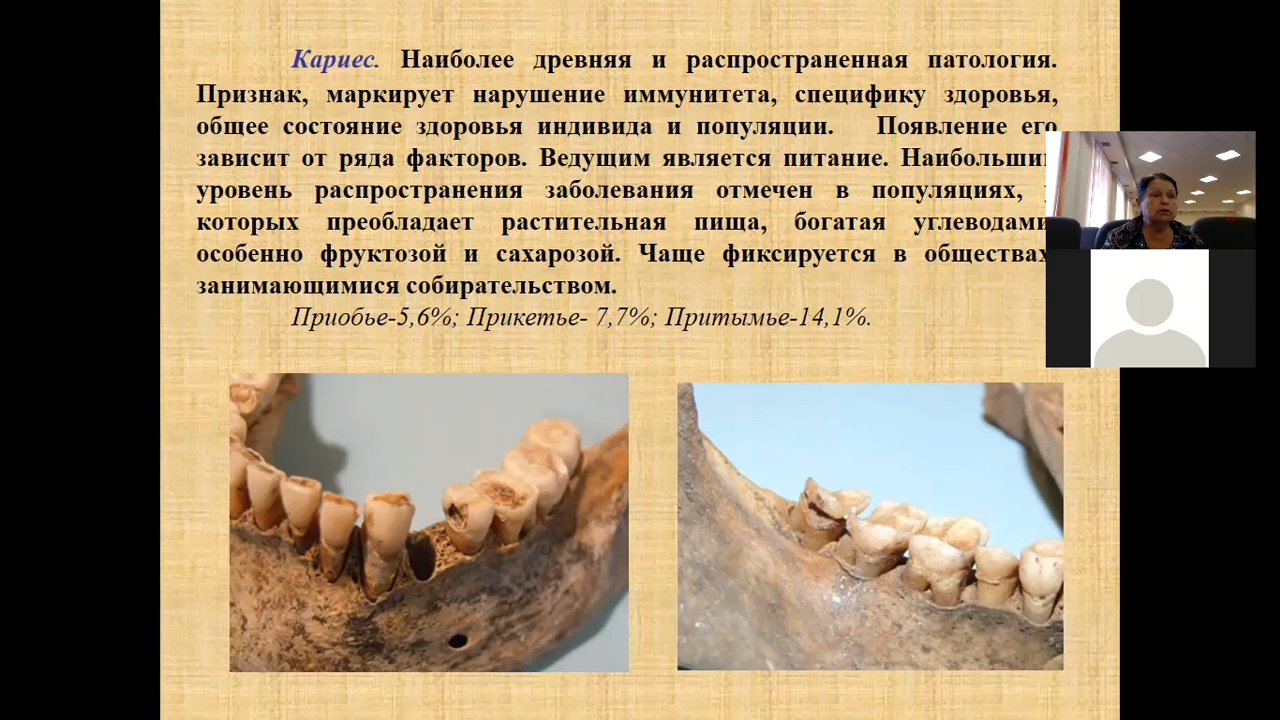 Кариес. Наиболее древняя и распространенная патология.
Признак, маркирует нарушение иммунитета, специфику здоровья,
общее состояние здоровья индивида и популяции. Появление его
зависит от ряда факторов. Ведущим является питание. Наибольший
уровень распространения заболевания отмечен в популяциях,
которых преобладает растительная пища, богатая углеводами
особенно фруктозой и сахарозой. Чаще фиксируется в обществах
занимающимися собирательством.
Приобье-5,6%; Прикетье- 7,7%; Притымье-14,1%.